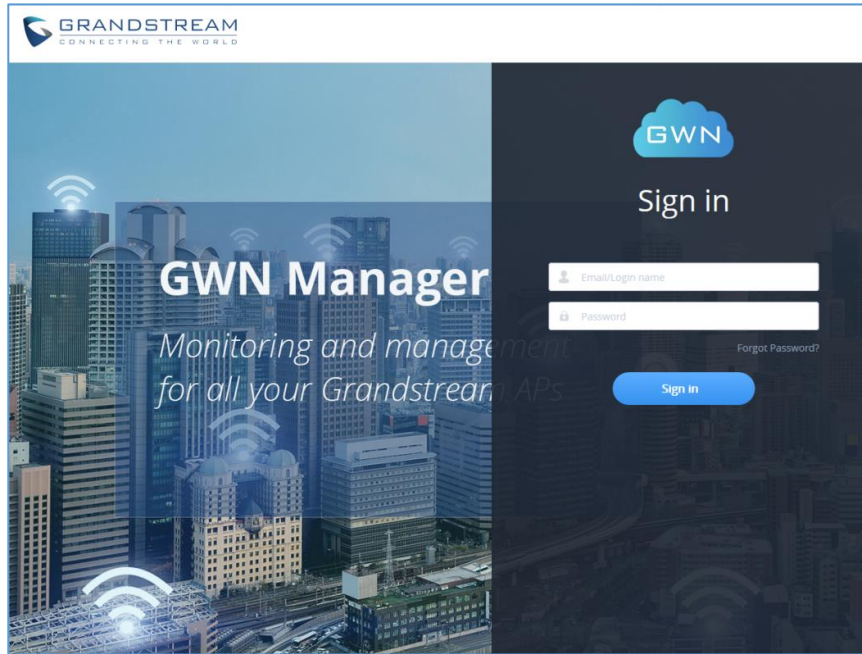 GRANDSTREAM
CONNECTING THE WORLD
GWN
Sign in
GWN Manager
Monitoring and management
for all your Grandstream APs
Email/Login name
Password
Forgot Password?
Sign in